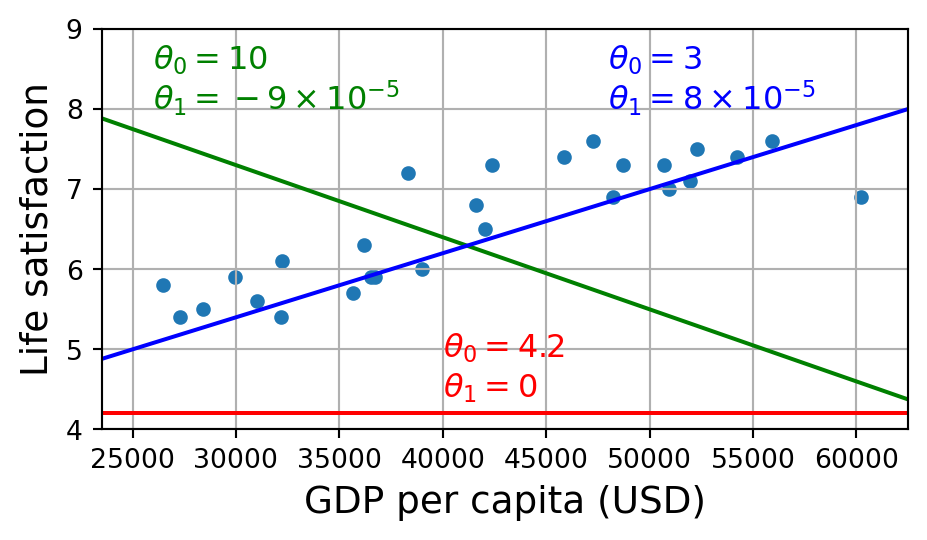 Life satisfaction
9
8
7
6
5
4
θ₀ = 10
θ₁ = −9 × 10⁻⁵
θ₀ = 3
θ₁ = 8 × 10⁻⁵
θ₀ = 4.2
θ₁ = 0
25000 30000 35000 40000 45000 50000 55000 60000
GDP per capita (USD)